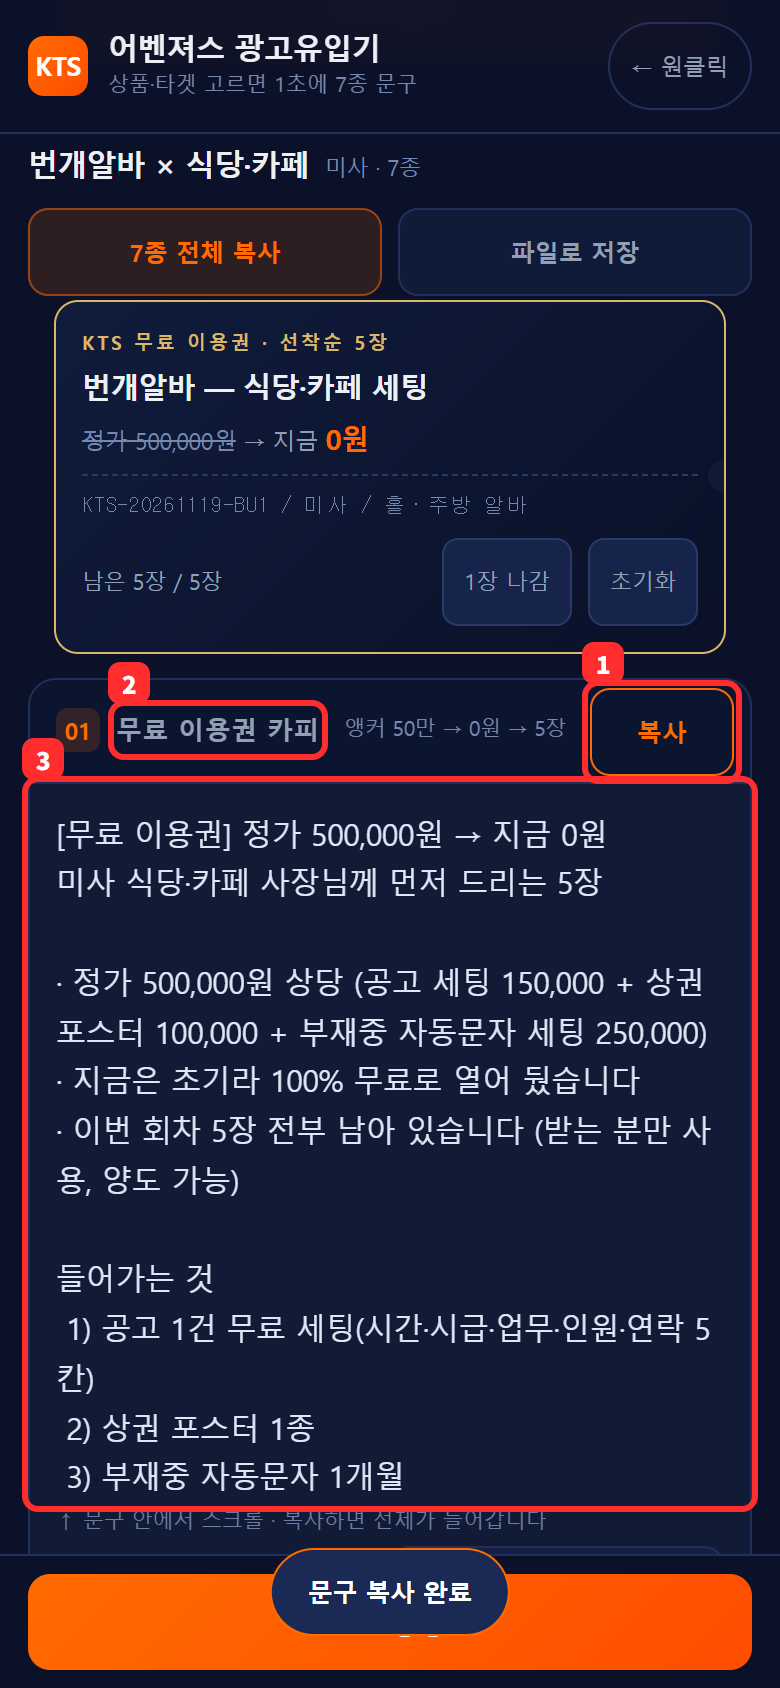 KTS
어벤져스 광고유입기
상품·타겟 고르면 1초에 7종 문구
← 원클릭
번개알바 × 식당·카페 미사 · 7종
7종 전체 복사
파일로 저장
KTS 무료 이용권 · 선착순 5장
번개알바 — 식당·카페 세팅
정가 500,000원 → 지금 0원
KTS-20261119-BU1 / 미사 / 홀·주방 알바
남은 5장 / 5장
1장 나감
초기화
1
2
01 무료 이용권 카피 앵커 50만 → 0원 → 5장
복사
3
[무료 이용권] 정가 500,000원 → 지금 0원
미사 식당·카페 사장님께 먼저 드리는 5장
· 정가 500,000원 상당 (공고 세팅 150,000 + 상권
포스터 100,000 + 부재중 자동문자 세팅 250,000)
· 지금은 초기라 100% 무료로 열어 뒀습니다
· 이번 회차 5장 전부 남아 있습니다 (받는 분만 사
용, 양도 가능)
들어가는 것
1) 공고 1건 무료 세팅(시간·시급·업무·인원·연락 5
칸)
2) 상권 포스터 1종
3) 부재중 자동문자 1개월
↑ 문구 안에서 스크롤 · 복사하면 전체가 들어갑니다
문구 복사 완료